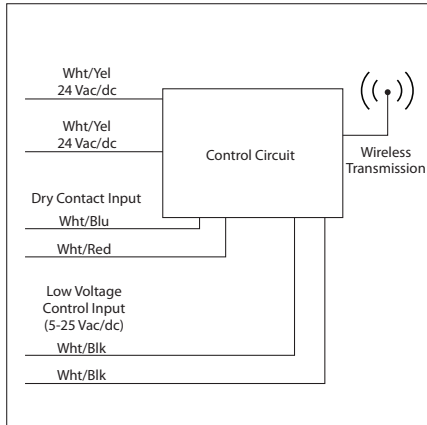 Wht/Yel
24 Vac/dc
Wht/Yel
24 Vac/dc
Control Circuit
Wireless
Transmission
Dry Contact Input
Wht/Blu
Wht/Red
Low Voltage
Control Input
(5-25 Vac/dc)
Wht/Blk
Wht/Blk